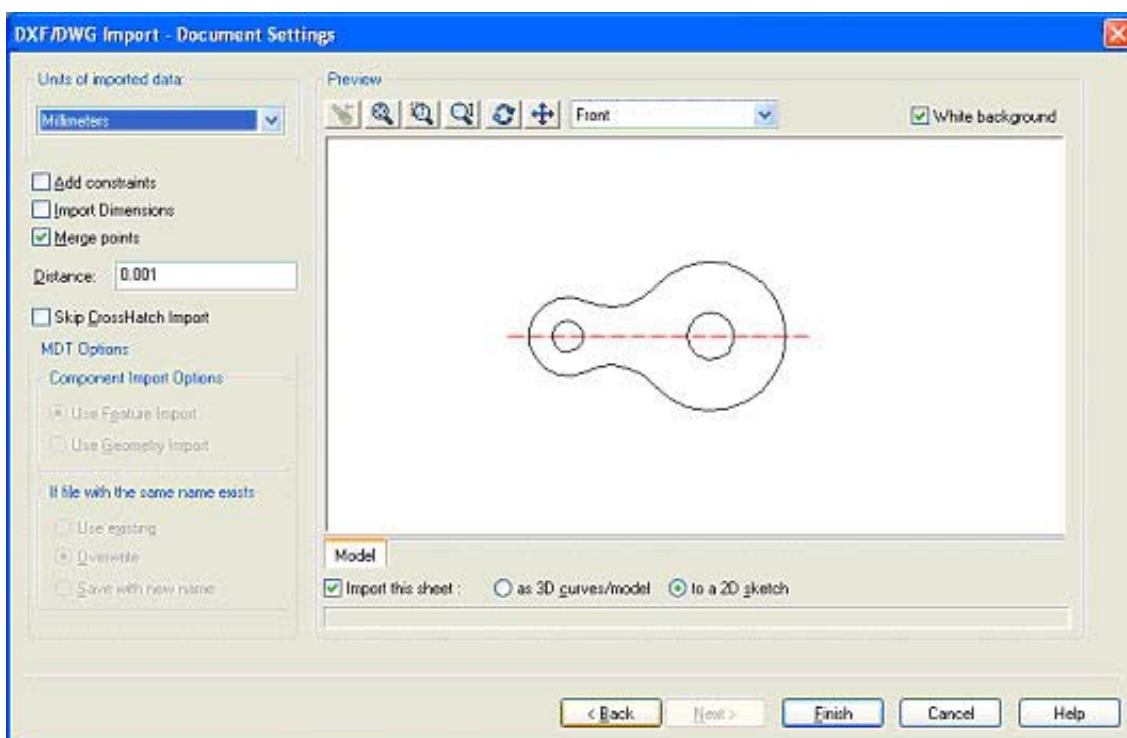 DXF/DWG Import - Document Settings
Units of imported data:
Millimeters
Add constraints
Import Dimensions
Merge points
Distance: 0.001
Skip CrossHatch Import
MDT Options
Component Import Options
Use Feature Import
Use Geometry Import
If file with the same name exists
Use existing
Overwrite
Save with new name
Preview
Front
White background
Model
Import this sheet : as 3D curves/model to a 2D sketch
< Back Next > Finish Cancel Help